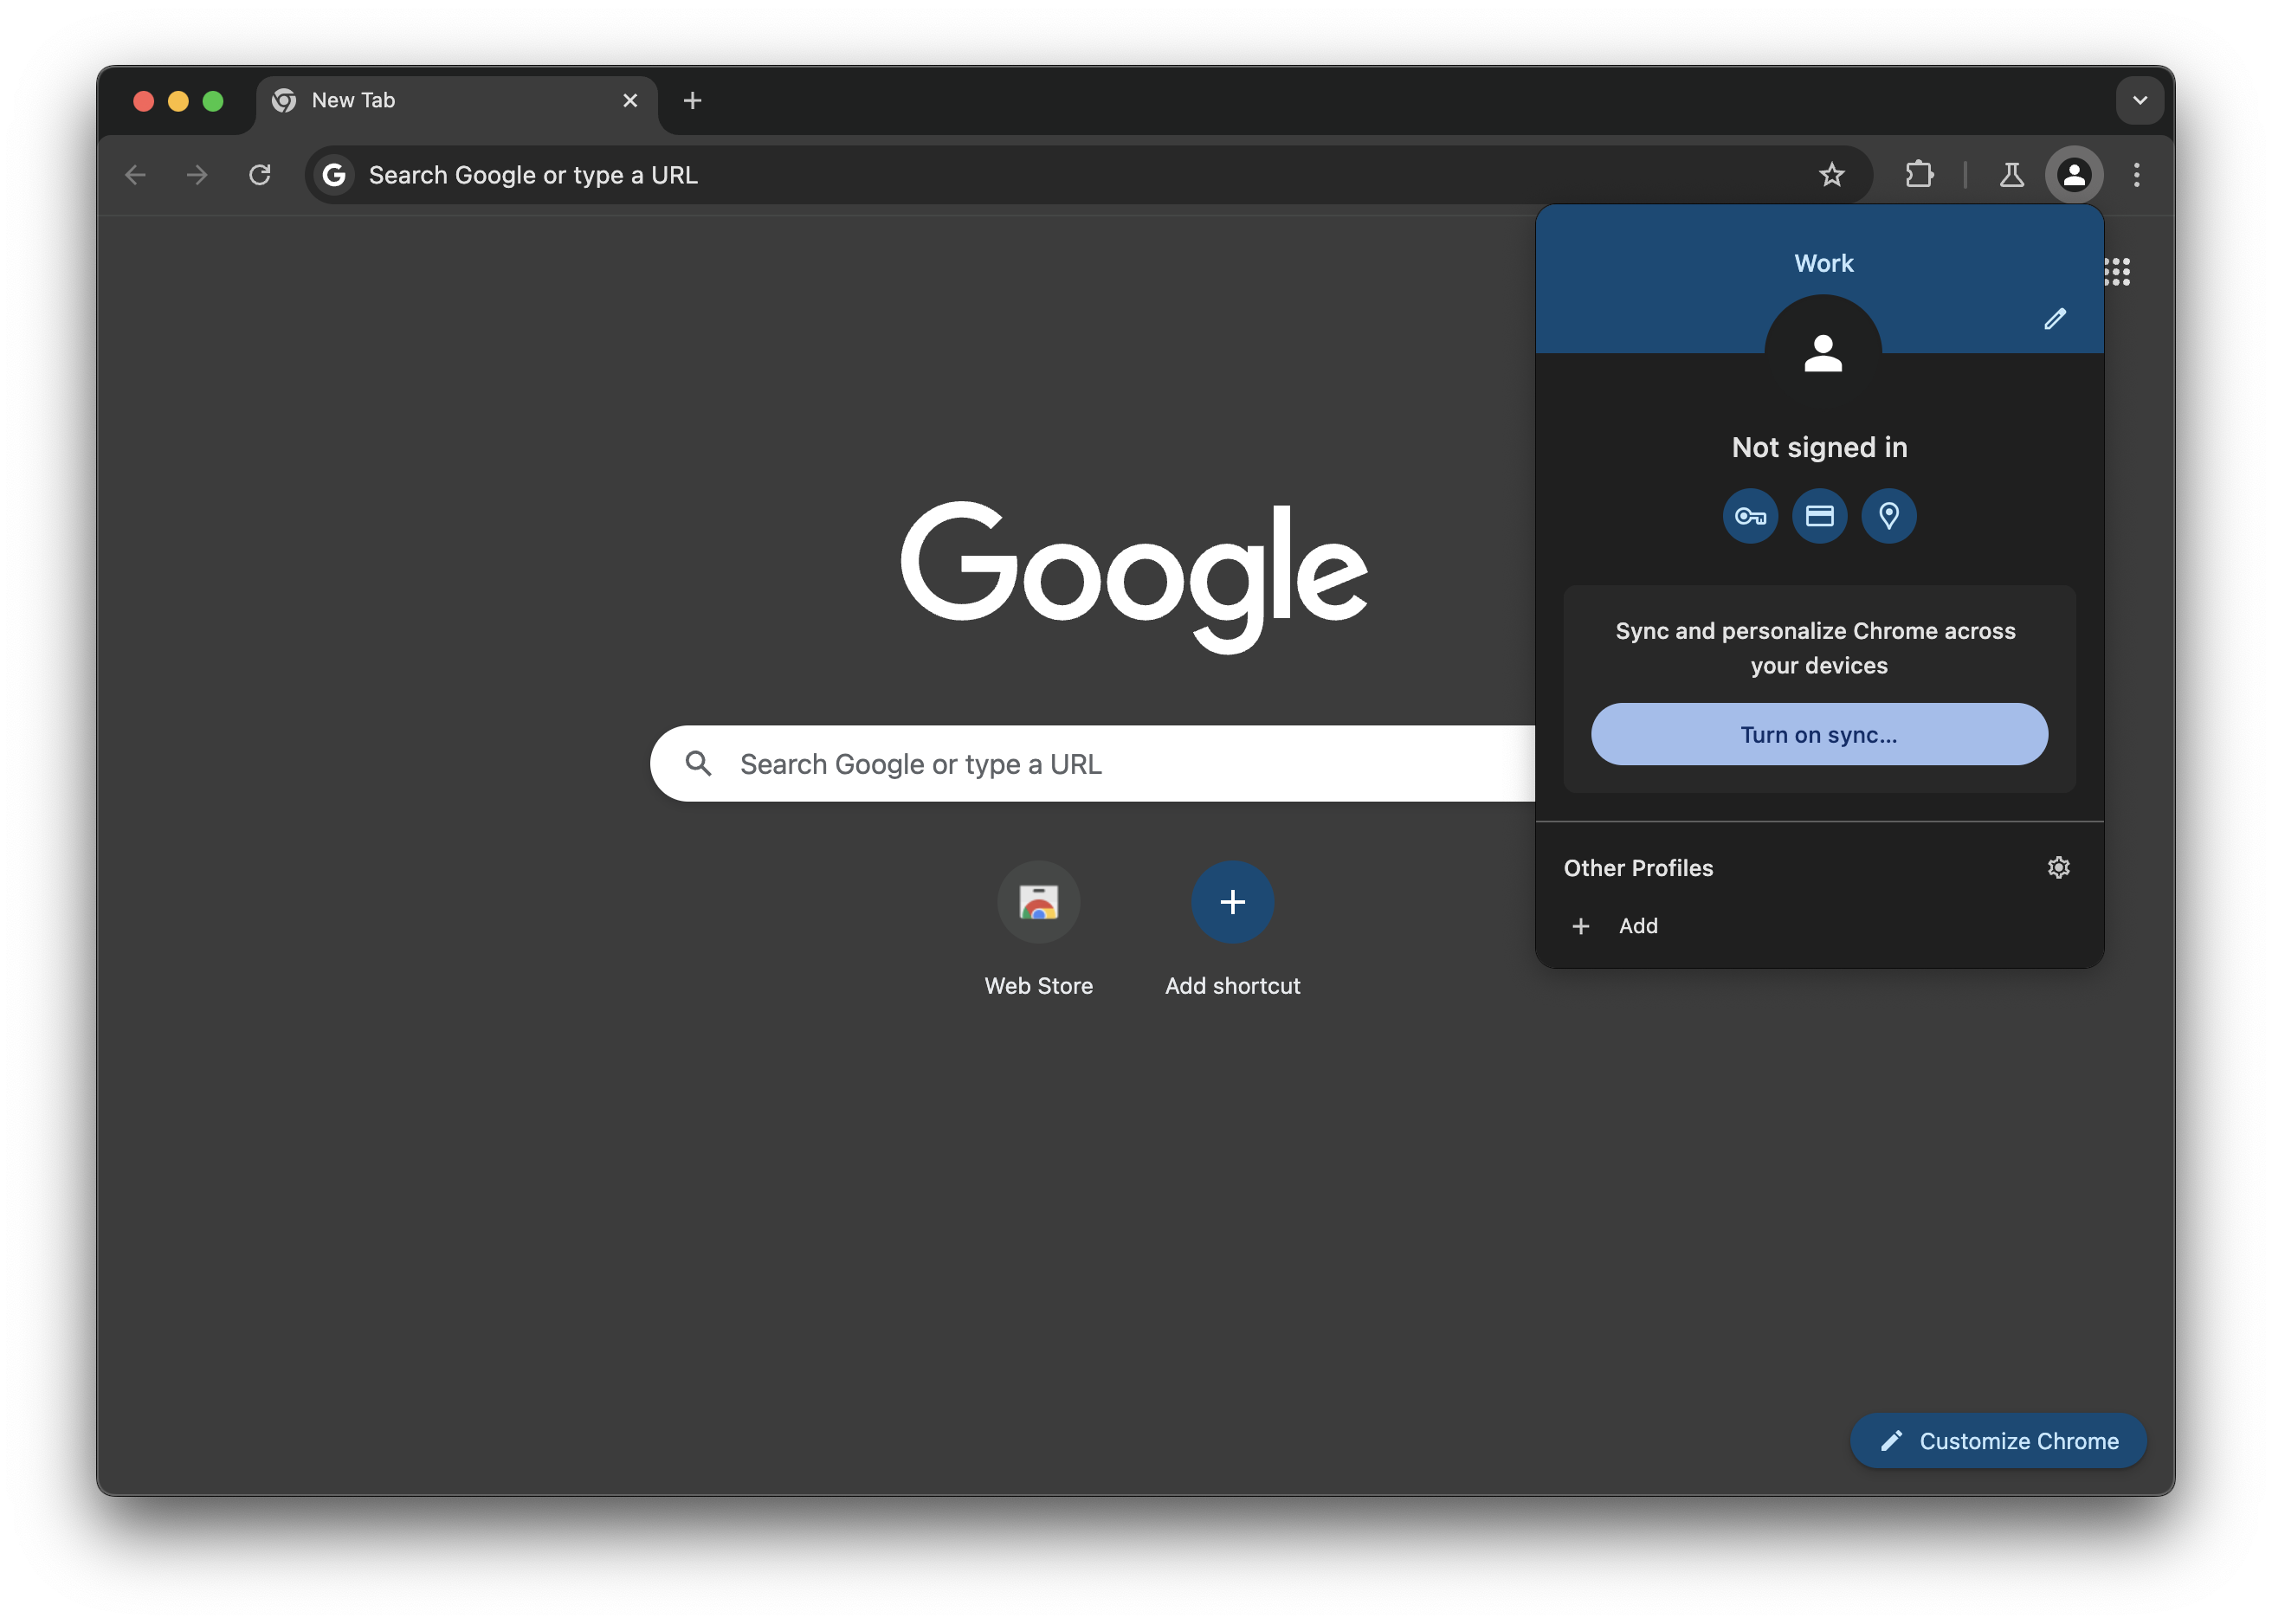 New Tab
Search Google or type a URL
Work
Not signed in
Google
Sync and personalize Chrome across
your devices
Turn on sync...
Search Google or type a URL
Other Profiles
Add
Web Store
Add shortcut
Customize Chrome